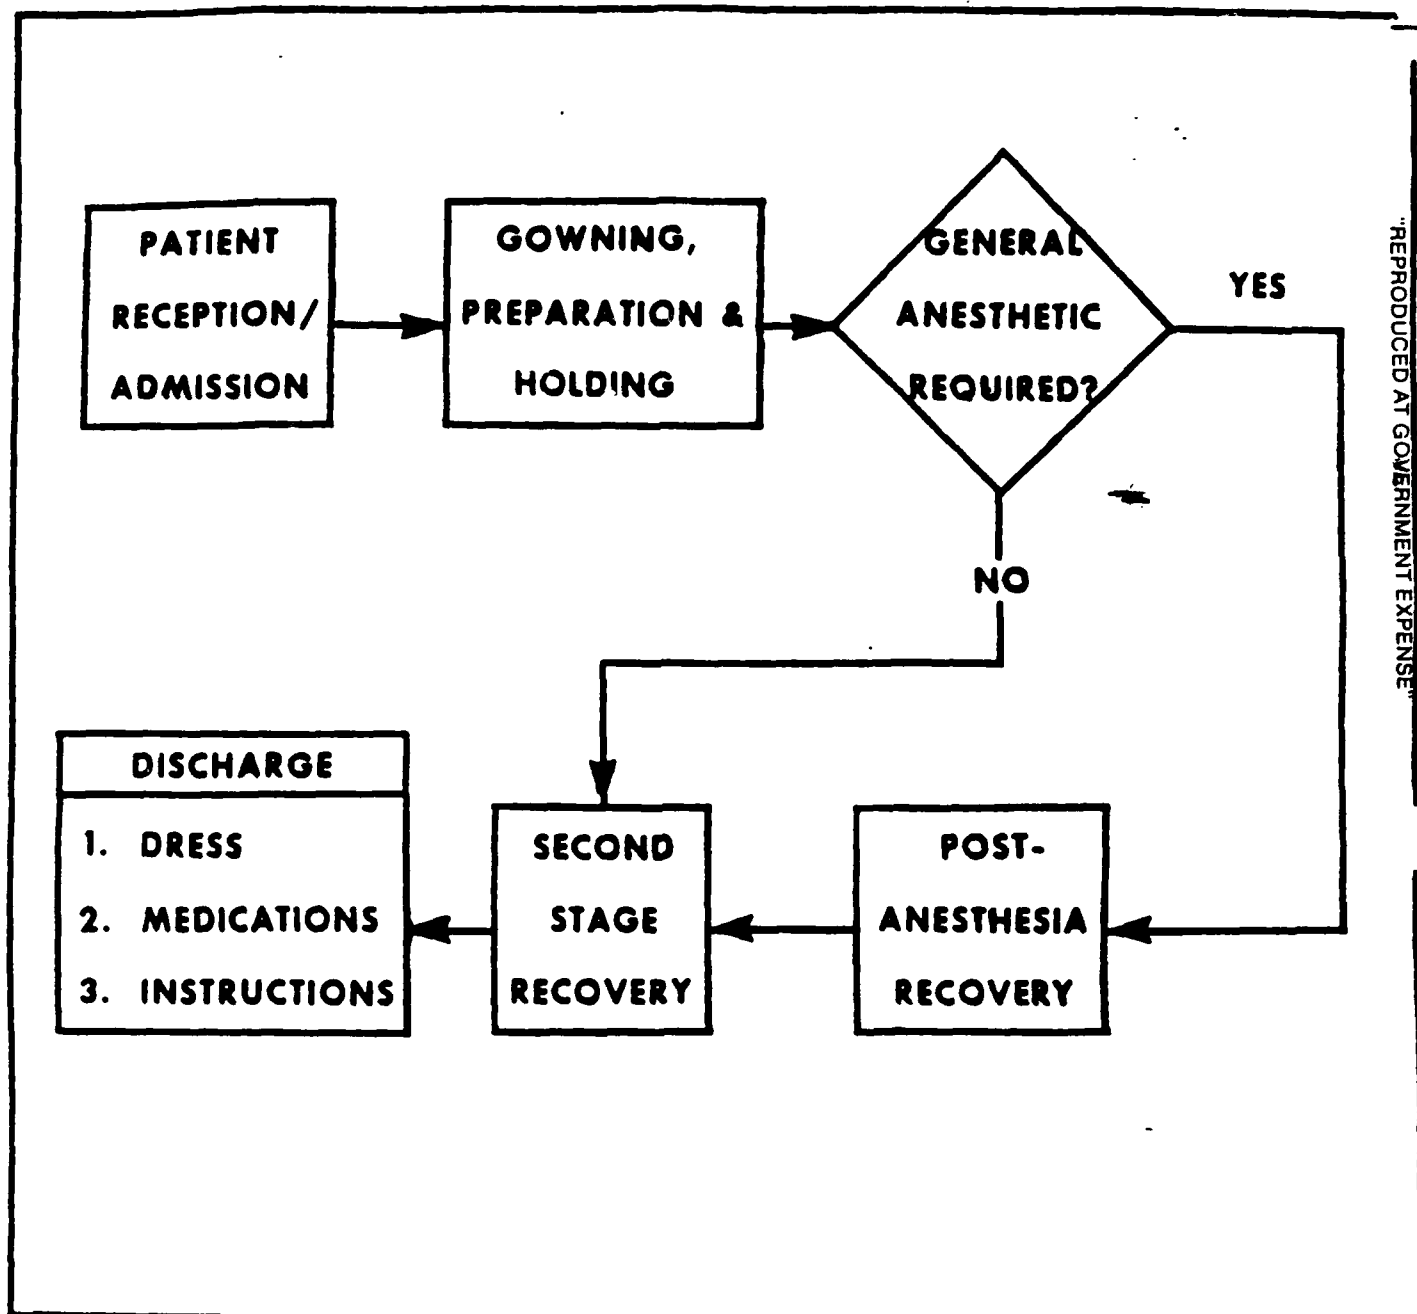 PATIENT
RECEPTION/
ADMISSION
GOWNING,
PREPARATION &
HOLDING
GENERAL
ANESTHETIC
REQUIRED?
YES
NO
DISCHARGE
1. DRESS
2. MEDICATIONS
3. INSTRUCTIONS
SECOND
STAGE
RECOVERY
POST-
ANESTHESIA
RECOVERY
"REPRODUCED AT GOVERNMENT EXPENSE"